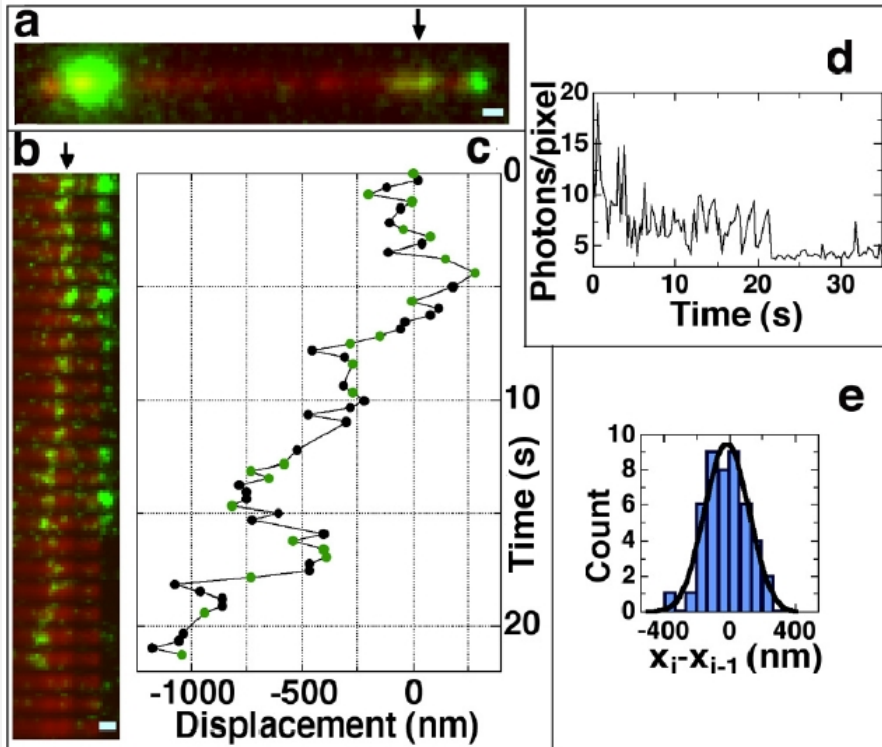 a
b
c
0
10
20
Time (s)
-1000 -500 0
Displacement (nm)
d
20
15
10
5
Photons/pixel
0 10 20 30
Time (s)
e
10
8
6
4
2
0
Count
-400 0 400
xi-xi-1 (nm)